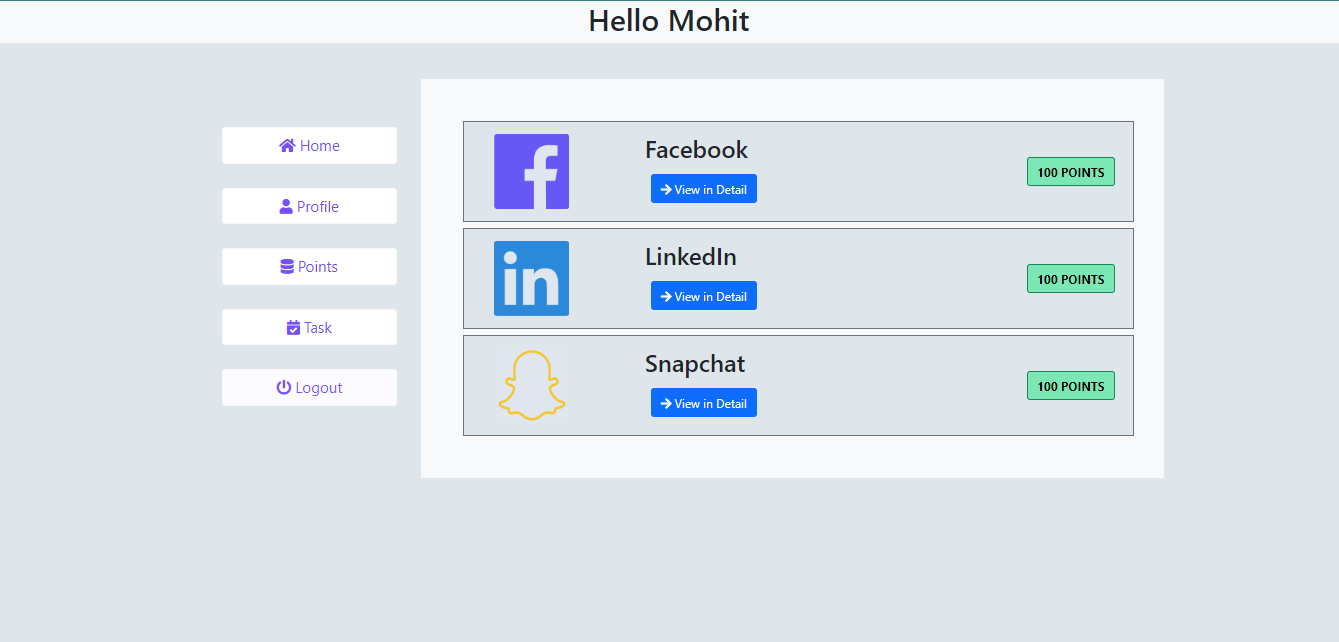 Hello Mohit
Home
Profile
Points
Task
Logout
Facebook
View in Detail
100 POINTS
in
LinkedIn
View in Detail
100 POINTS
Snapchat
View in Detail
100 POINTS